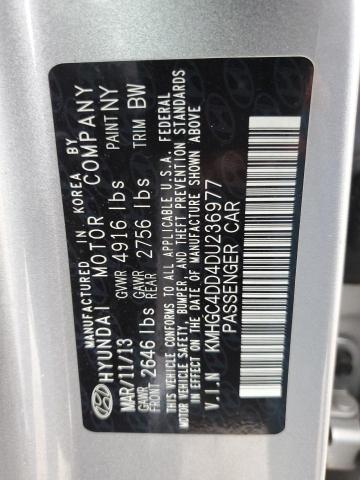 MANUFACTURED IN KOREA BY
HYUNDAI MOTOR COMPANY
MAR/11/13 GVWR 4916 lbs PAINT NY
GAWR FRONT 2646 lbs GAWR REAR 2756 lbs TRIM BW
THIS VEHICLE CONFORMS TO ALL APPLICABLE U.S.A. FEDERAL
MOTOR VEHICLE SAFETY, BUMPER, AND THEFT PREVENTION STANDARDS
IN EFFECT ON THE DATE OF MANUFACTURE SHOWN ABOVE
V.I.N KMHGC4DD4DU236977
PASSENGER CAR